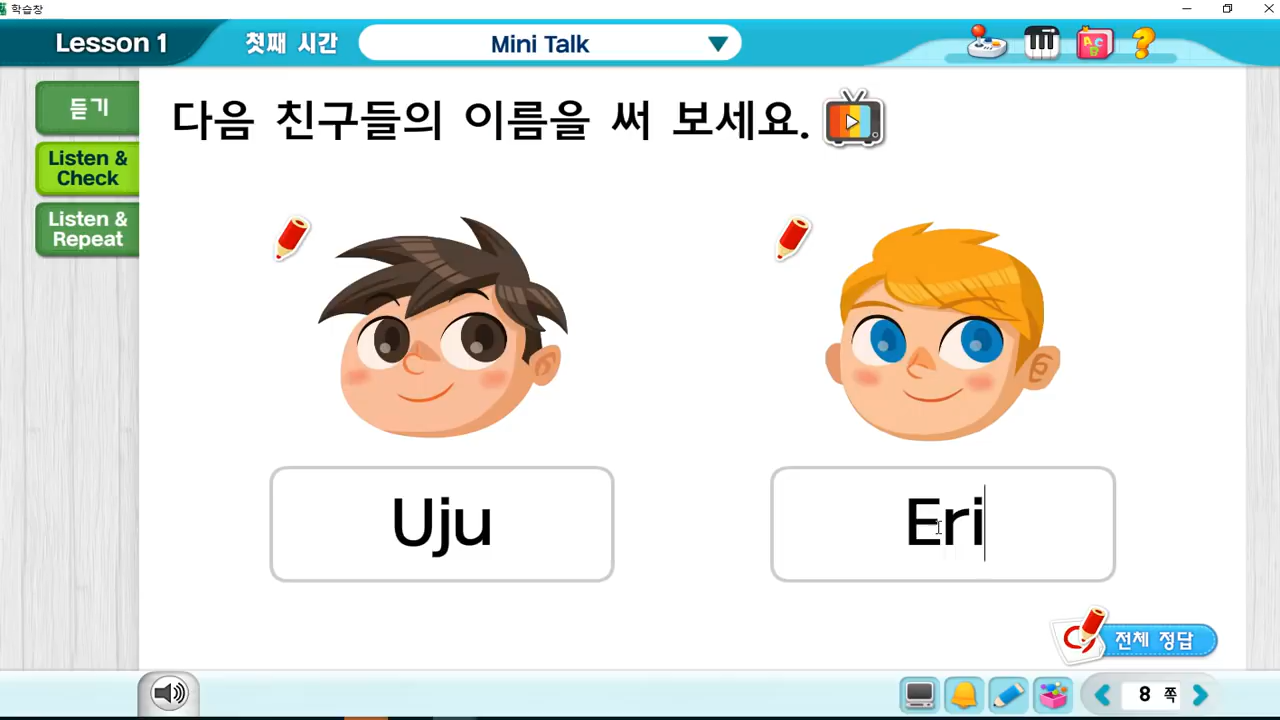 학습창
Lesson 1
첫째 시간
Mini Talk
듣기
Listen &
Check
Listen &
Repeat
다음 친구들의 이름을 써 보세요.
Uju
Eri
전체 정답
8 쪽